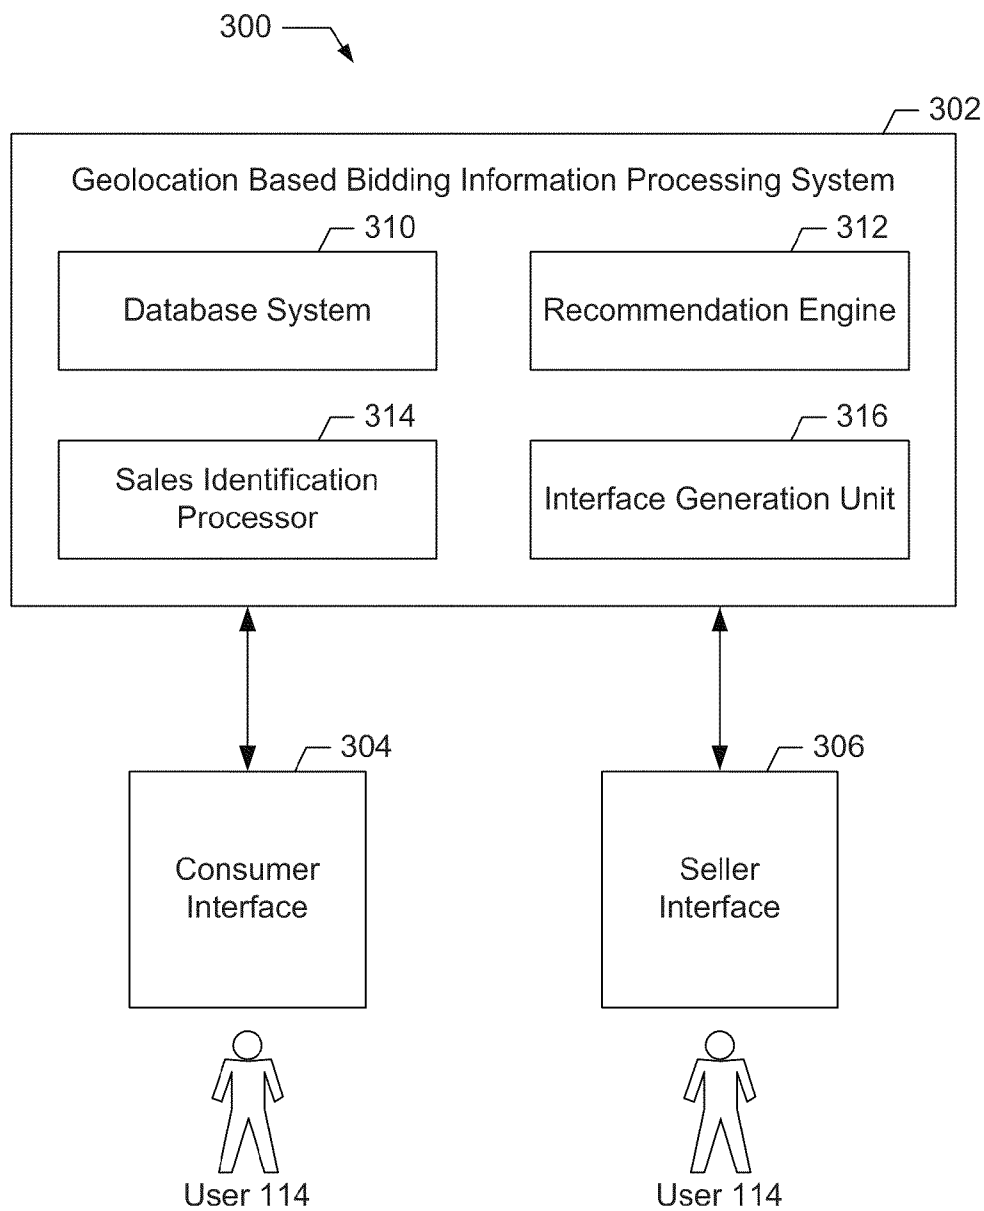 300
302
Geolocation Based Bidding Information Processing System
310
Database System
312
Recommendation Engine
314
Sales Identification
Processor
316
Interface Generation Unit
304
Consumer
Interface
306
Seller
Interface
User 114
User 114